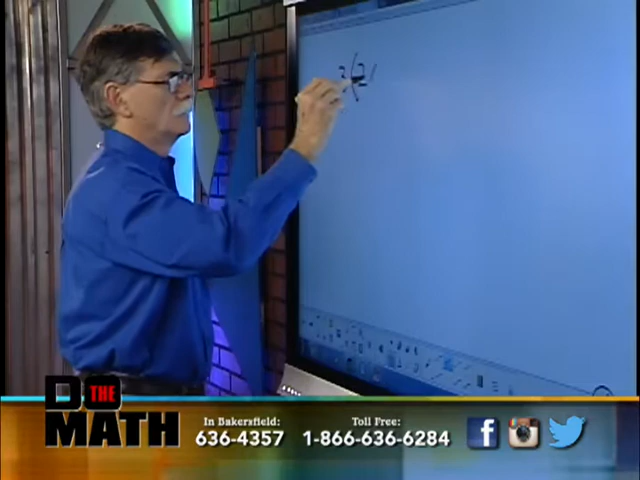 DO THE MATH
In Bakersfield:
636-4357
Toll Free:
1-866-636-6284